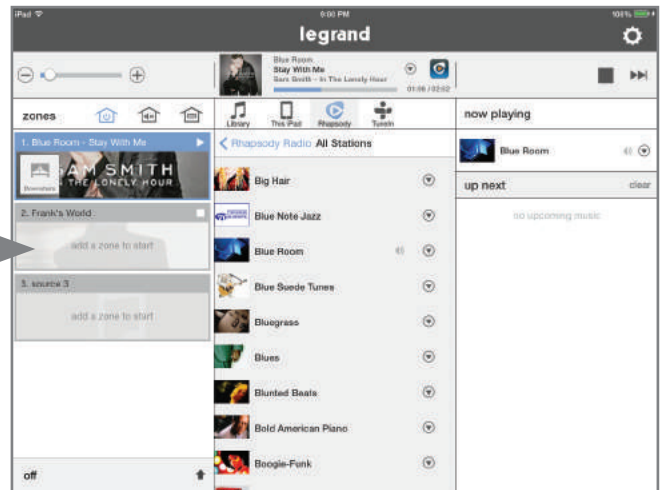 iPad
8:00 PM
100%
legrand
Blue Room
Stay With Me
Sam Smith - In The Lonely Hour
01:06 / 02:52
zones
Library
This iPad
Rhapsody
TuneIn
now playing
1. Blue Room - Stay With Me
Downstairs
SAM SMITH
IN THE LONELY HOUR
2. Frank's World
add a zone to start
3. source 3
add a zone to start
off
Rhapsody Radio All Stations
Big Hair
Blue Note Jazz
Blue Room
Blue Suede Tunes
Bluegrass
Blues
Blunted Beats
Bold American Piano
Boogie-Funk
Blue Room
up next clear
no upcoming music